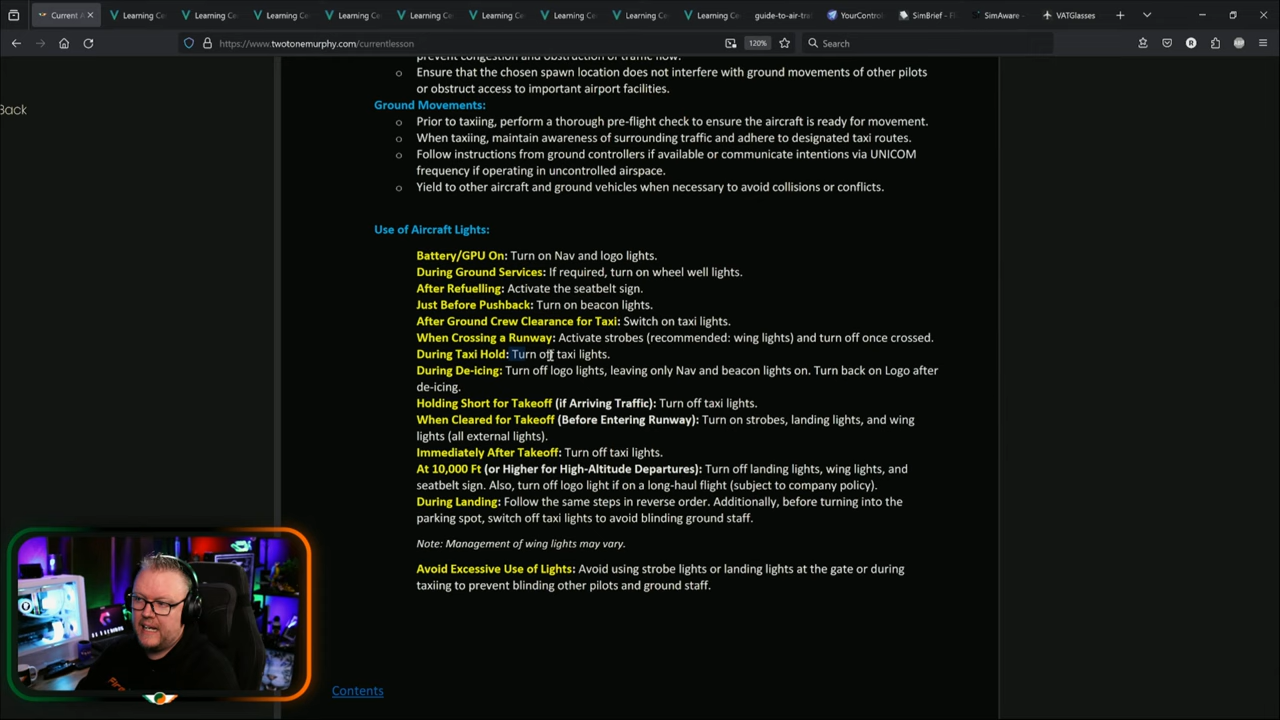 Current A
Learning Ce
Learning Ce
Learning Ce
Learning Ce
Learning Ce
Learning Ce
Learning Ce
Learning Ce
Learning Ce
guide-to-air-tra
YourControl
SimBrief - Fl
SimAware
VATGlasses
https://www.twotonemurphy.com/currentlesson
120%
Search
Back
prevent congestion and obstruction of traffic flow.
Ensure that the chosen spawn location does not interfere with ground movements of other pilots
or obstruct access to important airport facilities.
Ground Movements:
Prior to taxiing, perform a thorough pre-flight check to ensure the aircraft is ready for movement.
When taxiing, maintain awareness of surrounding traffic and adhere to designated taxi routes.
Follow instructions from ground controllers if available or communicate intentions via UNICOM
frequency if operating in uncontrolled airspace.
Yield to other aircraft and ground vehicles when necessary to avoid collisions or conflicts.
Use of Aircraft Lights:
Battery/GPU On: Turn on Nav and logo lights.
During Ground Services: If required, turn on wheel well lights.
After Refuelling: Activate the seatbelt sign.
Just Before Pushback: Turn on beacon lights.
After Ground Crew Clearance for Taxi: Switch on taxi lights.
When Crossing a Runway: Activate strobes (recommended: wing lights) and turn off once crossed.
During Taxi Hold: Turn off taxi lights.
During De-icing: Turn off logo lights, leaving only Nav and beacon lights on. Turn back on Logo after
de-icing.
Holding Short for Takeoff (if Arriving Traffic): Turn off taxi lights.
When Cleared for Takeoff (Before Entering Runway): Turn on strobes, landing lights, and wing
lights (all external lights).
Immediately After Takeoff: Turn off taxi lights.
At 10,000 Ft (or Higher for High-Altitude Departures): Turn off landing lights, wing lights, and
seatbelt sign. Also, turn off logo light if on a long-haul flight (subject to company policy).
During Landing: Follow the same steps in reverse order. Additionally, before turning into the
parking spot, switch off taxi lights to avoid blinding ground staff.
Note: Management of wing lights may vary.
Avoid Excessive Use of Lights: Avoid using strobe lights or landing lights at the gate or during
taxiing to prevent blinding other pilots and ground staff.
Contents